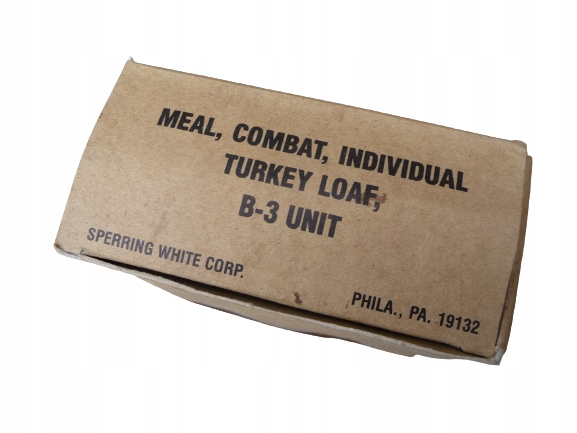 MEAL, COMBAT, INDIVIDUAL
TURKEY LOAF,
B-3 UNIT
SPERRING WHITE CORP.
PHILA., PA. 19132